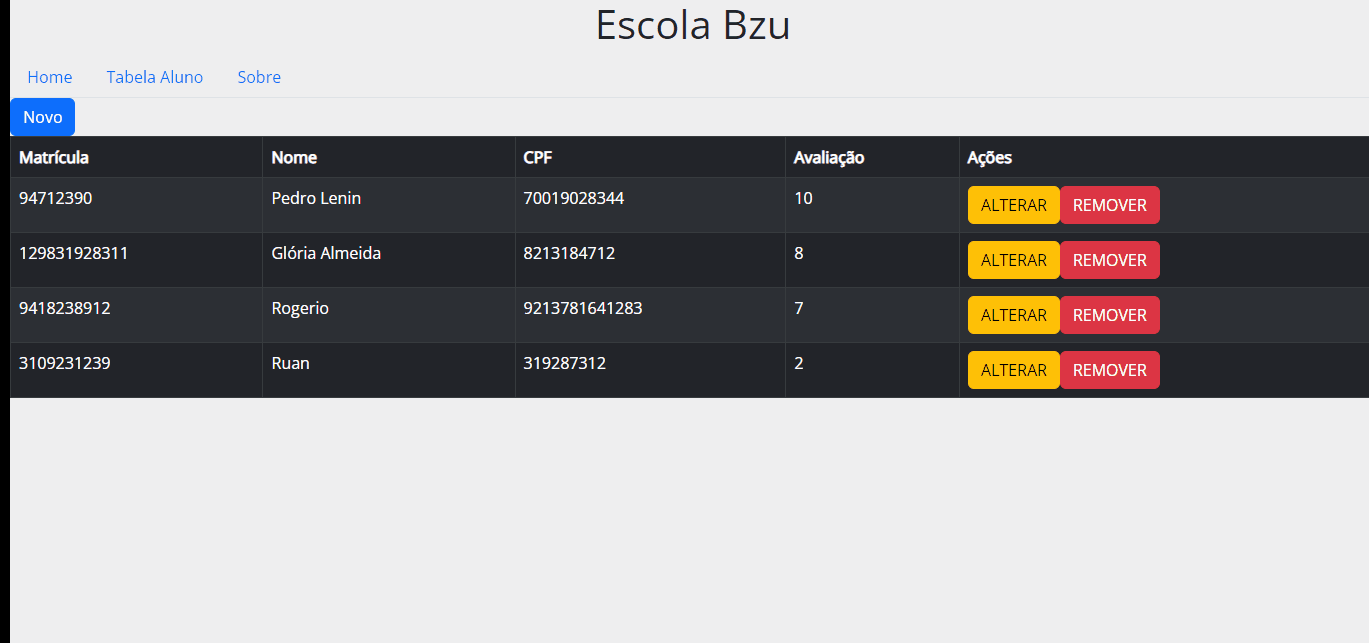 Escola Bzu
Home Tabela Aluno Sobre
Novo
Matrícula Nome CPF Avaliação Ações
94712390 Pedro Lenin 70019028344 10 ALTERAR REMOVER
129831928311 Glória Almeida 8213184712 8 ALTERAR REMOVER
9418238912 Rogerio 9213781641283 7 ALTERAR REMOVER
3109231239 Ruan 319287312 2 ALTERAR REMOVER